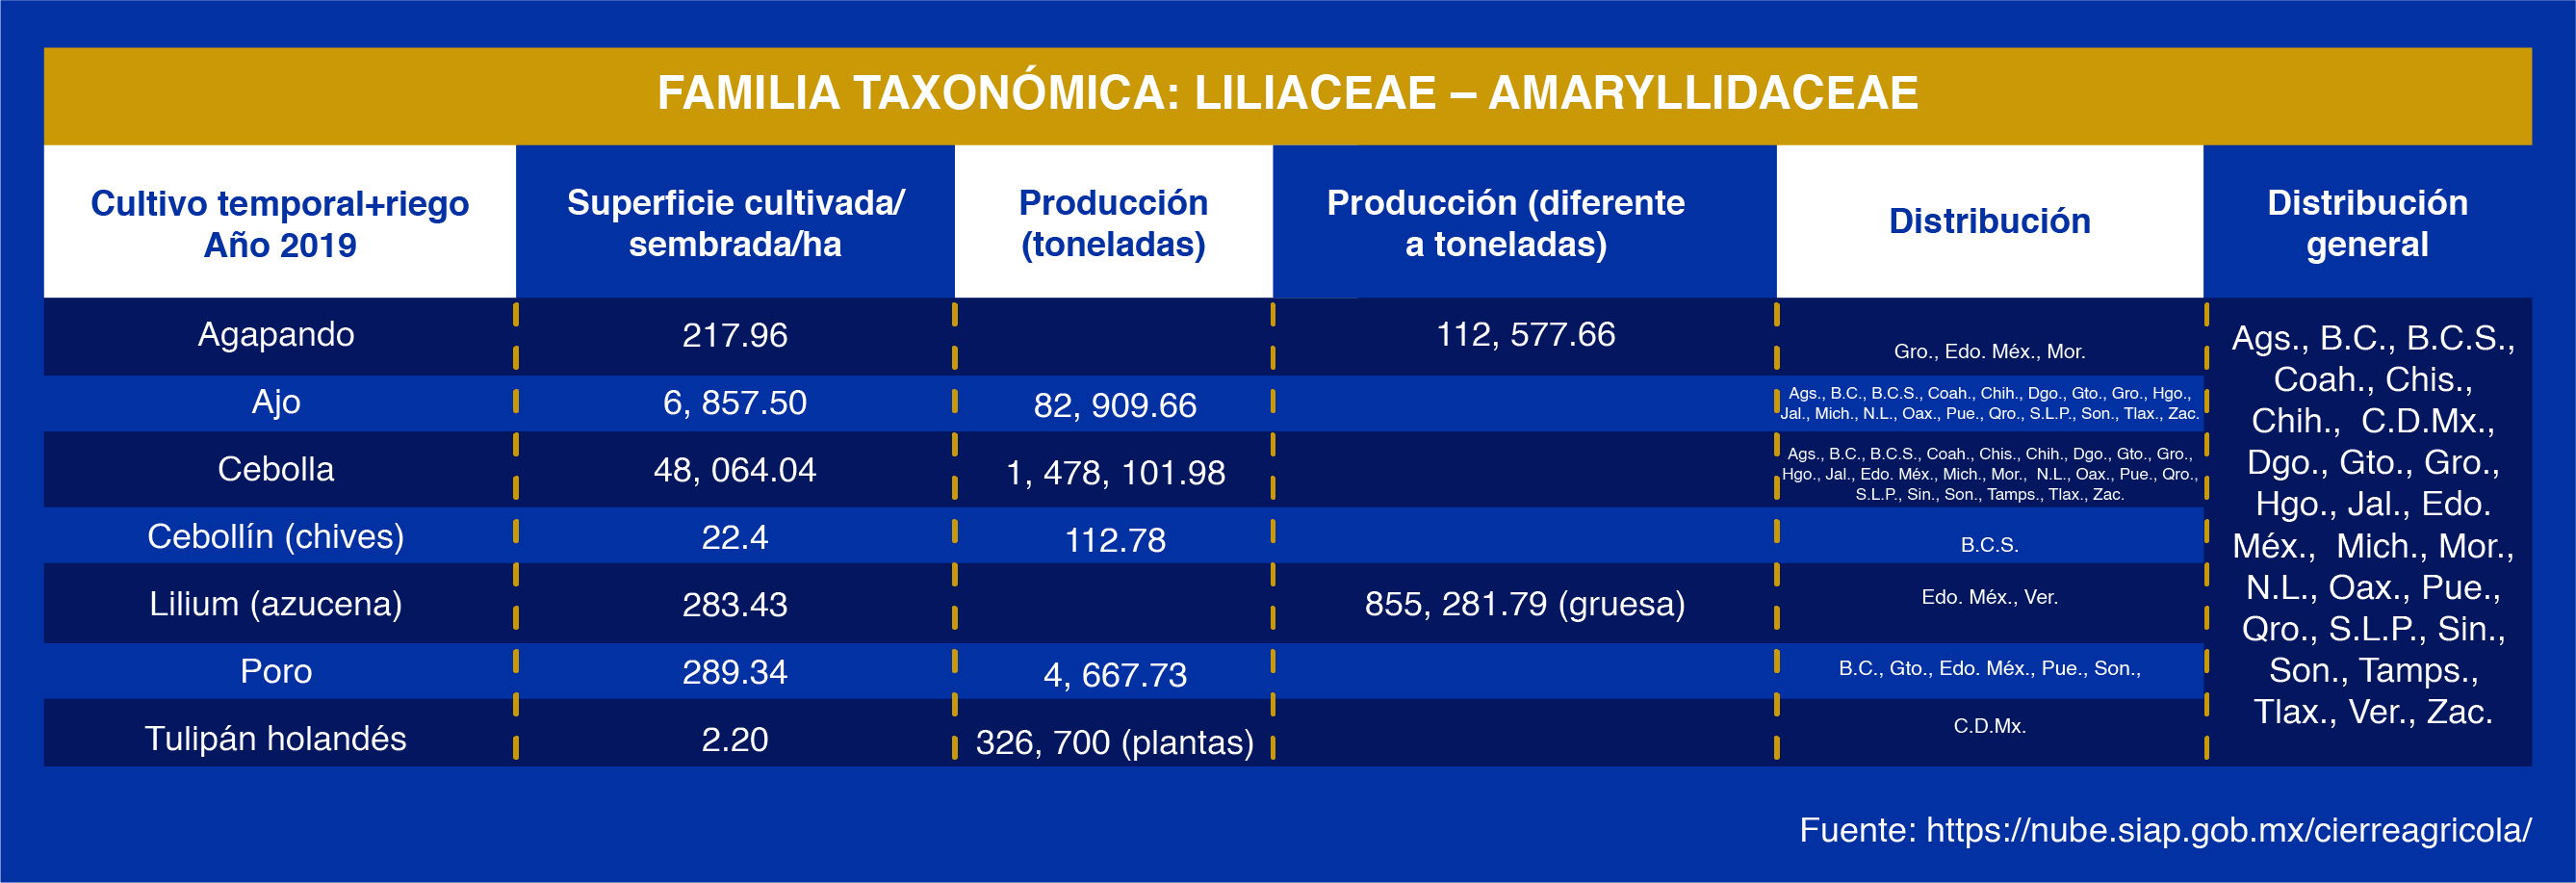 FAMILIA TAXONÓMICA: LILIACEAE – AMARYLLIDACEAE
Cultivo temporal+riego
Año 2019
Superficie cultivada/
sembrada/ha
Producción
(toneladas)
Producción (diferente
a toneladas)
Distribución
Distribución
general
Agapando
217.96
112, 577.66
Gro., Edo. Méx., Mor.
Ajo
6, 857.50
82, 909.66
Ags., B.C., B.C.S., Coah., Chih., Dgo., Gto., Gro., Hgo.,
Jal., Mich., N.L., Oax., Pue., Qro., S.L.P., Son., Tlax., Zac.
Cebolla
48, 064.04
1, 478, 101.98
Ags., B.C., B.C.S., Coah., Chis., Chih., Dgo., Gto., Gro.,
Hgo., Jal., Edo. Méx., Mich., Mor.,  N.L., Oax., Pue., Qro.,
S.L.P., Sin., Son., Tamps., Tlax., Zac.
Cebollín (chives)
22.4
112.78
B.C.S.
Lilium (azucena)
283.43
855, 281.79 (gruesa)
Edo. Méx., Ver.
Poro
289.34
4, 667.73
B.C., Gto., Edo. Méx., Pue., Son.,
Tulipán holandés
2.20
326, 700 (plantas)
C.D.Mx.
Ags., B.C., B.C.S.,
Coah., Chis.,
Chih.,  C.D.Mx.,
Dgo., Gto., Gro.,
Hgo., Jal., Edo.
Méx.,  Mich., Mor.,
N.L., Oax., Pue.,
Qro., S.L.P., Sin.,
Son., Tamps.,
Tlax., Ver., Zac.
Fuente: https://nube.siap.gob.mx/cierreagricola/